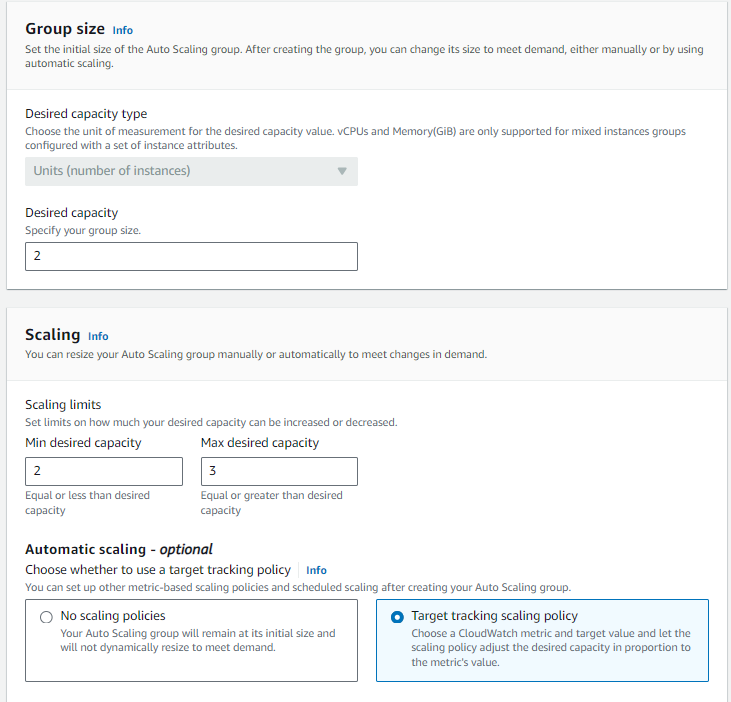 Group size Info
Set the initial size of the Auto Scaling group. After creating the group, you can change its size to meet demand, either manually or by using
automatic scaling.
Desired capacity type
Choose the unit of measurement for the desired capacity value. vCPUs and Memory(GiB) are only supported for mixed instances groups
configured with a set of instance attributes.
Units (number of instances)
Desired capacity
Specify your group size.
2
Scaling Info
You can resize your Auto Scaling group manually or automatically to meet changes in demand.
Scaling limits
Set limits on how much your desired capacity can be increased or decreased.
Min desired capacity
2
Equal or less than desired
capacity
Max desired capacity
3
Equal or greater than desired
capacity
Automatic scaling - optional
Choose whether to use a target tracking policy Info
You can set up other metric-based scaling policies and scheduled scaling after creating your Auto Scaling group.
No scaling policies
Your Auto Scaling group will remain at its initial size and
will not dynamically resize to meet demand.
Target tracking scaling policy
Choose a CloudWatch metric and target value and let the
scaling policy adjust the desired capacity in proportion to
the metric's value.